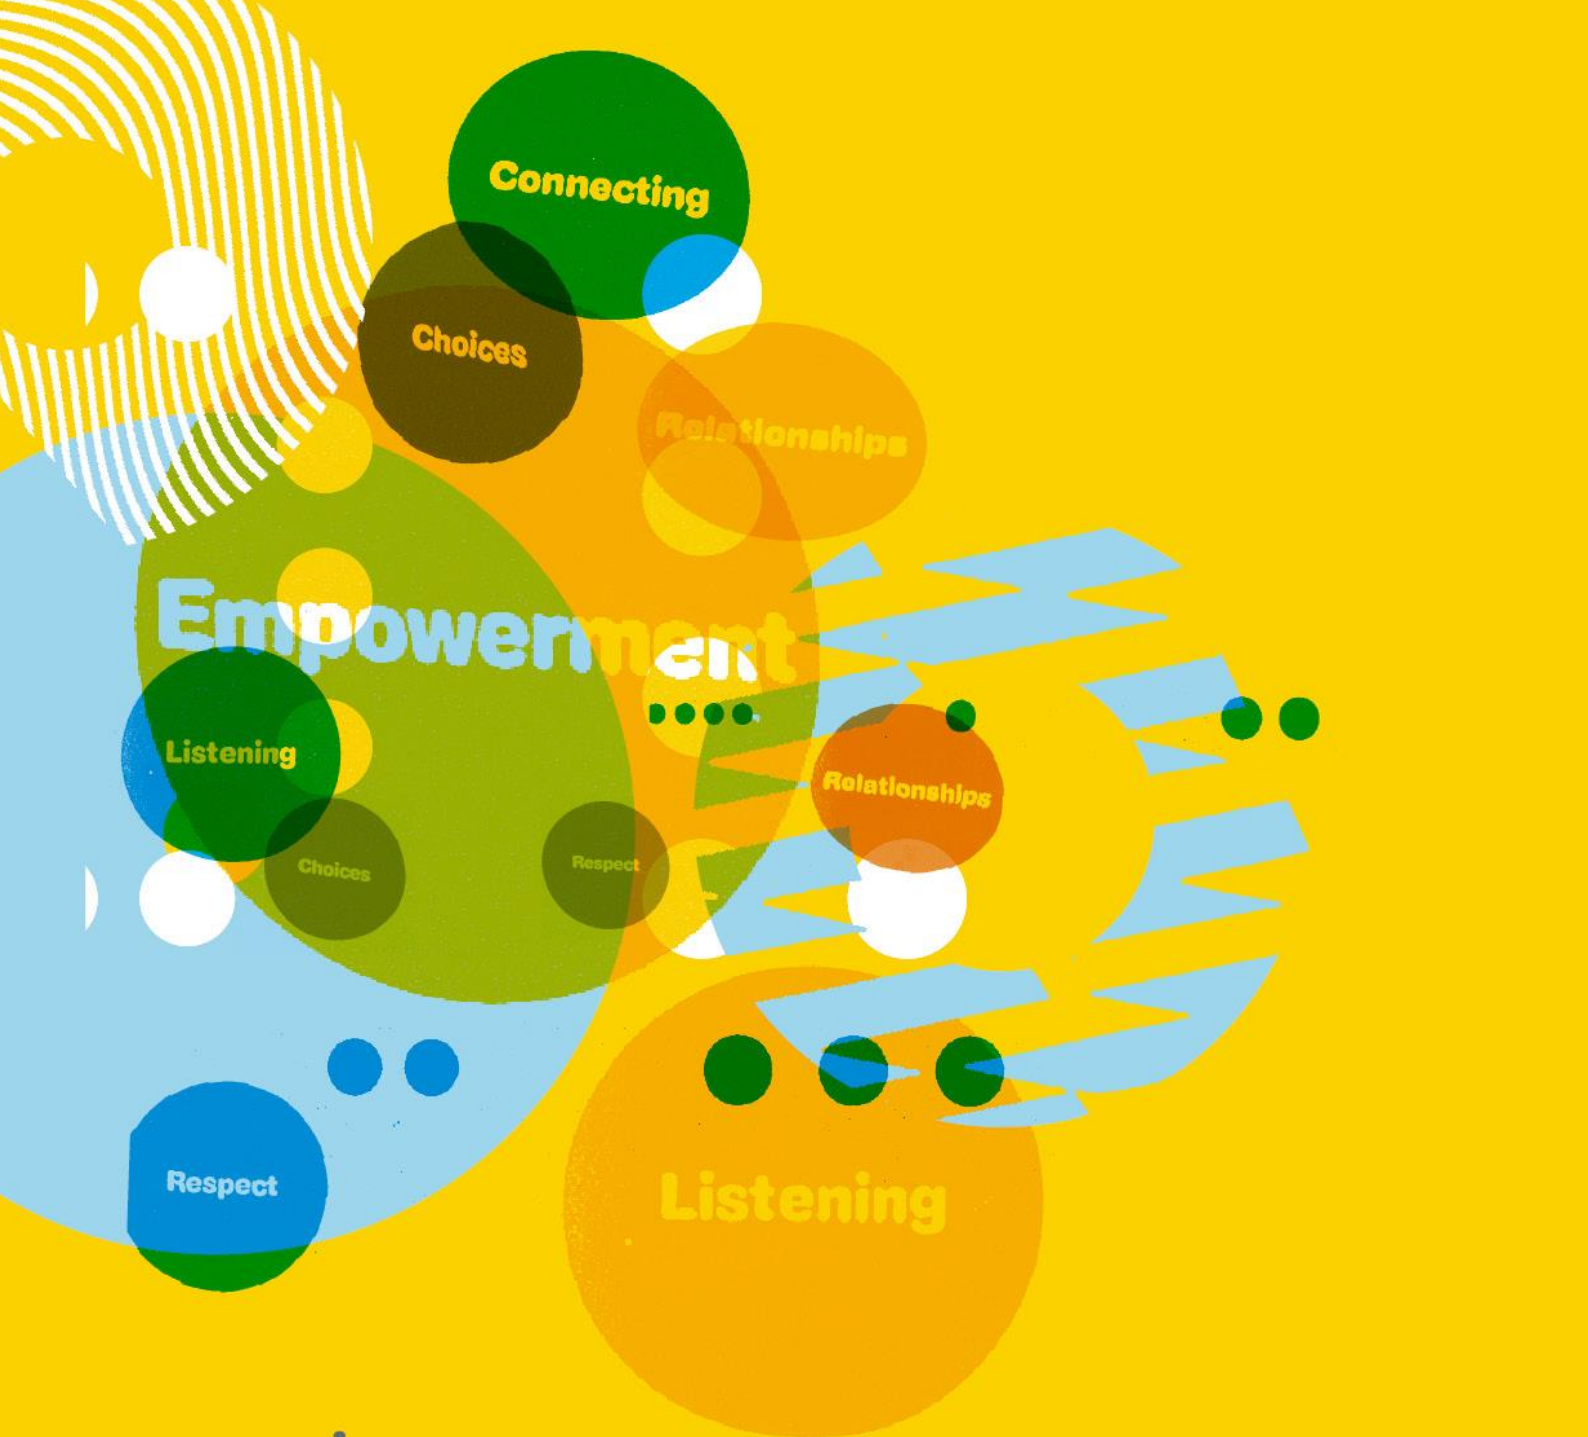 Connecting
Choices
Relationships
Empowerment
Listening
Relationships
Choices
Respect
Respect
Listening